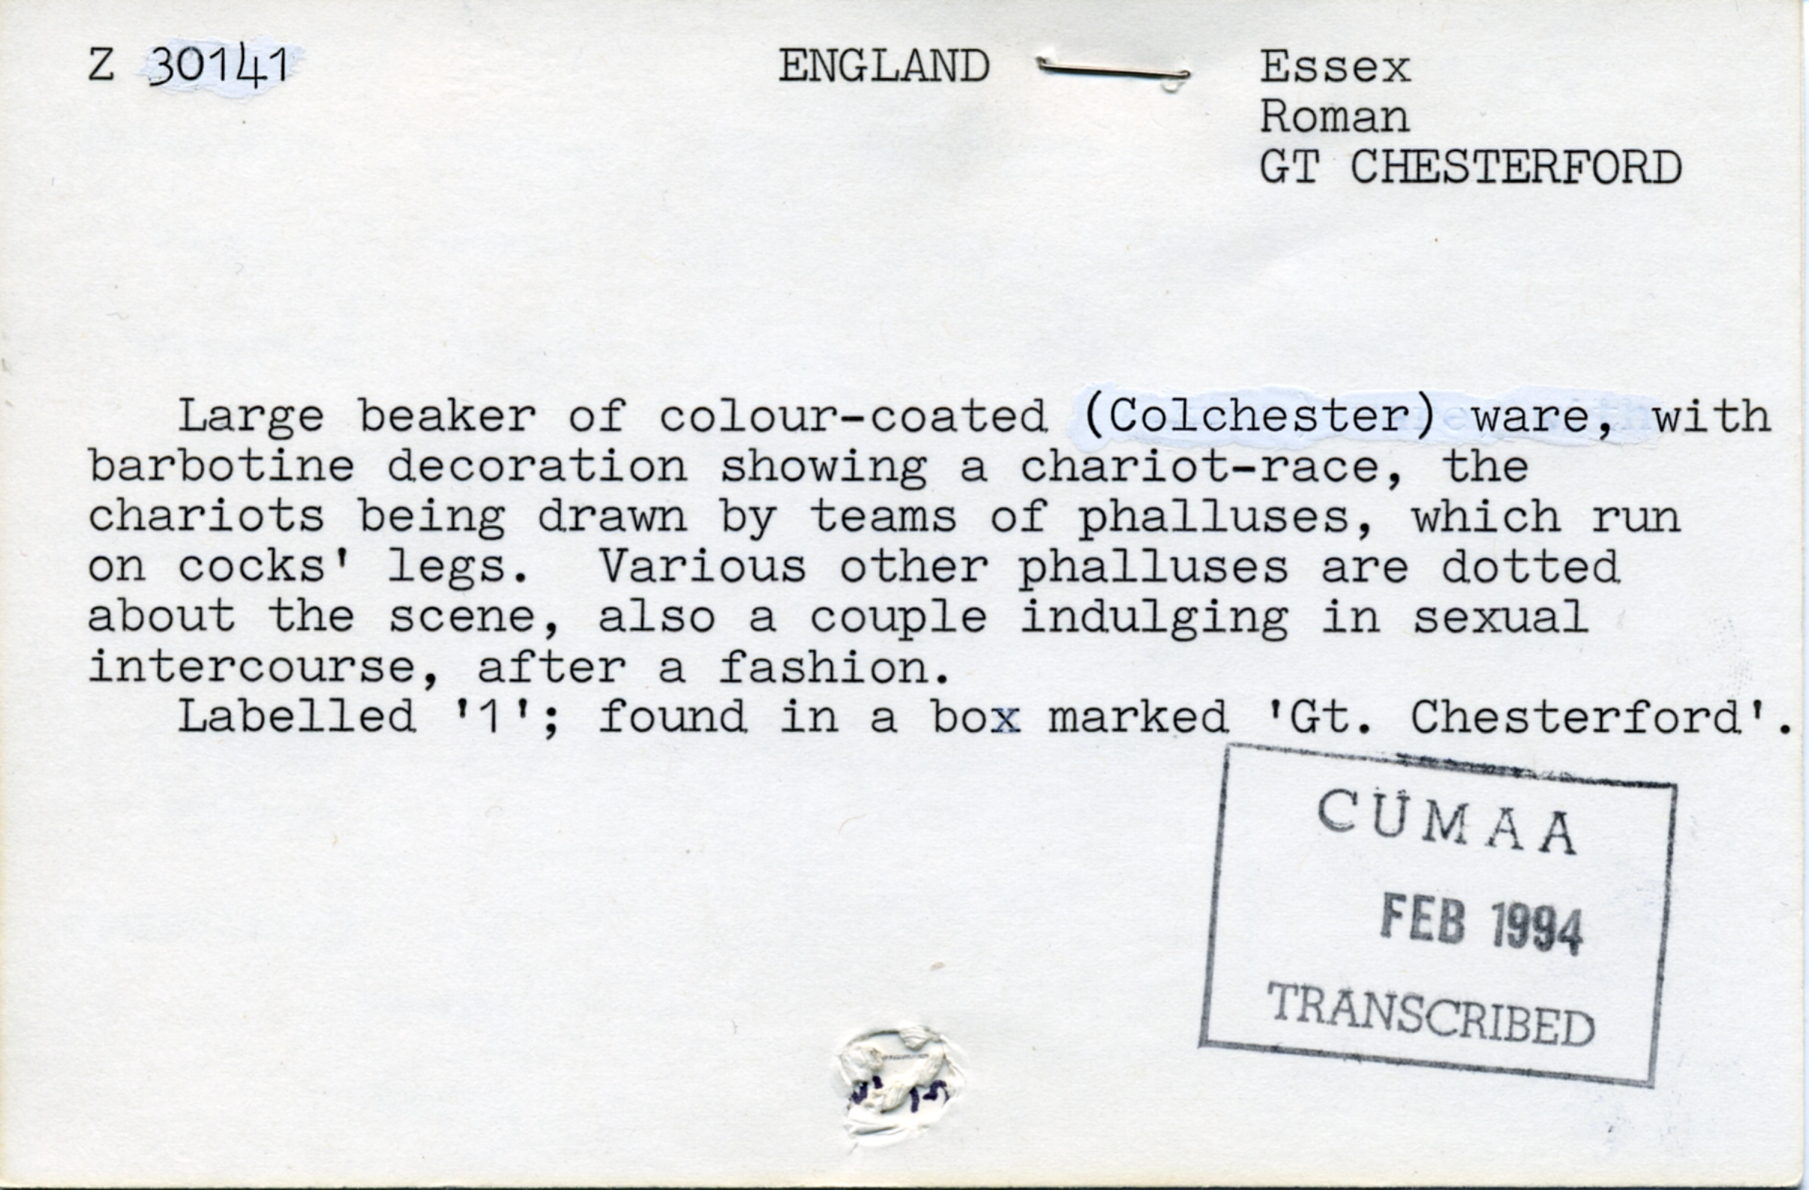 Z 30141 ENGLAND Essex
Roman
GT CHESTERFORD
Large beaker of colour-coated (Colchester) ware, with
barbotine decoration showing a chariot-race, the
chariots being drawn by teams of phalluses, which run
on cocks' legs. Various other phalluses are dotted
about the scene, also a couple indulging in sexual
intercourse, after a fashion.
Labelled '1'; found in a box marked 'Gt. Chesterford'.
CUMAA
FEB 1994
TRANSCRIBED